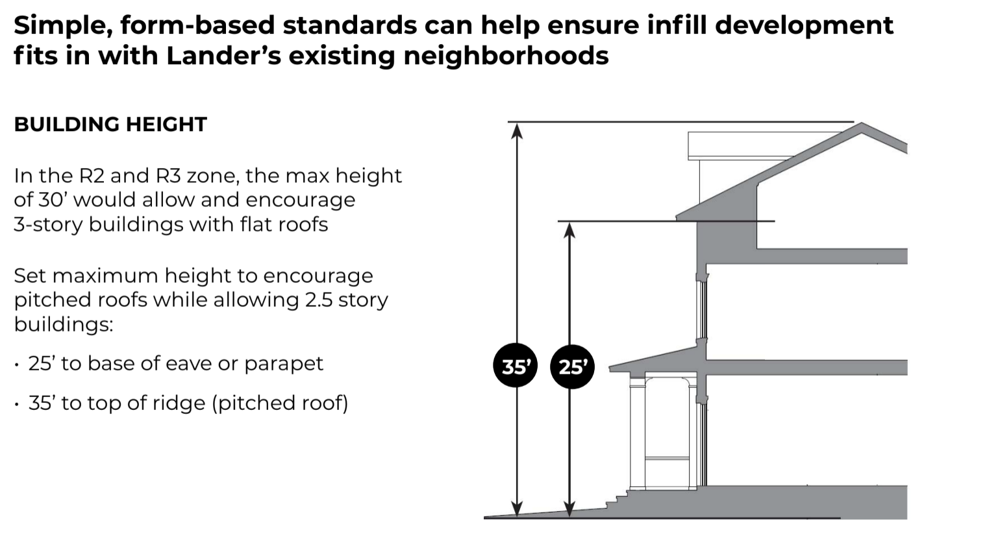 Simple, form-based standards can help ensure infill development
fits in with Lander’s existing neighborhoods
BUILDING HEIGHT
In the R2 and R3 zone, the max height
of 30’ would allow and encourage
3-story buildings with flat roofs
Set maximum height to encourage
pitched roofs while allowing 2.5 story
buildings:
• 25’ to base of eave or parapet
• 35’ to top of ridge (pitched roof)
35’
25’